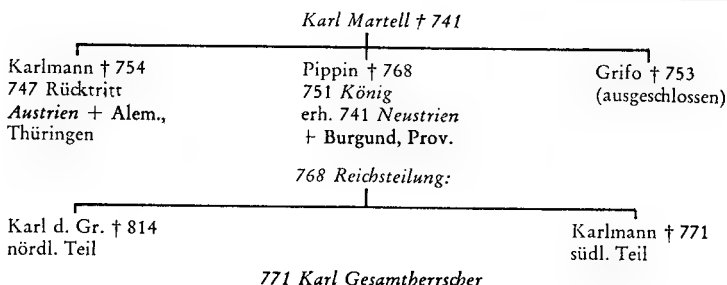 Karl Martell † 741
Karlmann † 754
747 Rücktritt
Austrien + Alem.,
Thüringen
Pippin † 768
751 König
erh. 741 Neustrien
+ Burgund, Prov.
Grifo † 753
(ausgeschlossen)
768 Reichsteilung:
Karl d. Gr. † 814
nördl. Teil
Karlmann † 771
südl. Teil
771 Karl Gesamtherrscher